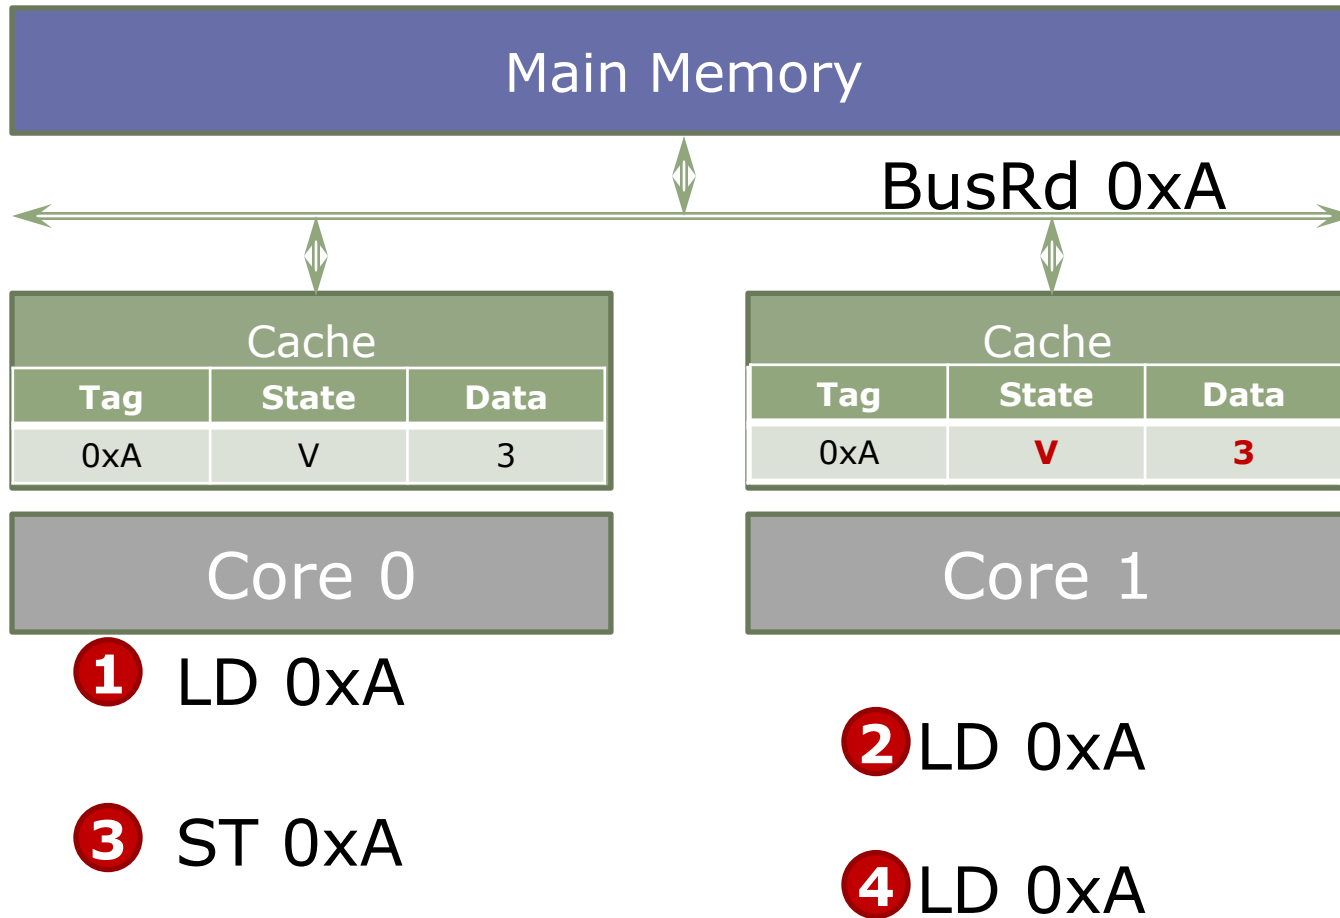 Main Memory
BusRd 0xA
Cache
Tag State Data
0xA V 3
Cache
Tag State Data
0xA V 3
Core 0
Core 1
1 LD 0xA
2 LD 0xA
3 ST 0xA
4 LD 0xA